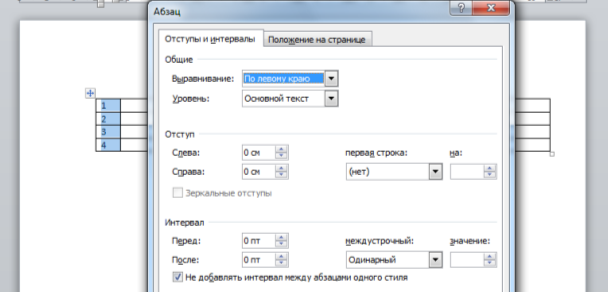 Абзац
Отступы и интервалы Положение на странице
Общие
Выравнивание: По левому краю
Уровень: Основной текст
1
2
3
4
Отступ
Слева: 0 см первая строка: на:
Справа: 0 см (нет)
Зеркальные отступы
Интервал
Перед: 0 пт междустрочный: значение:
После: 0 пт Одинарный
Не добавлять интервал между абзацами одного стиля